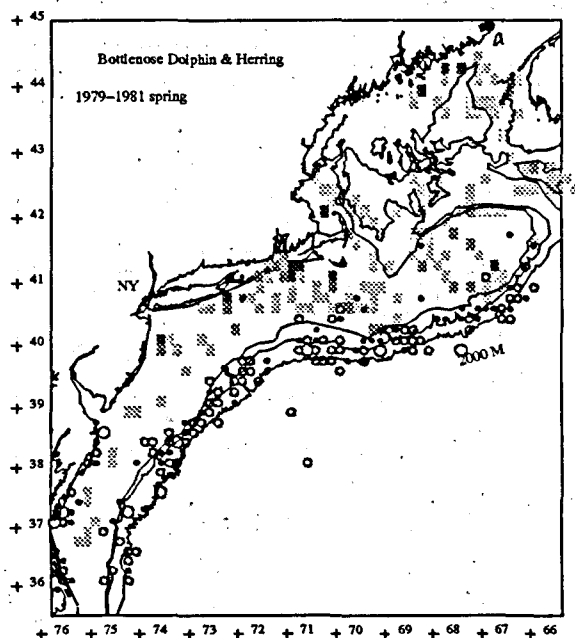 Bottlenose Dolphin & Herring
1979–1981 spring
+ 45
+ 44
+ 43
+ 42
+ 41
+ 40
+ 39
+ 38
+ 37
+ 36
NY
2000 M
+ 76 + 75 + 74 + 73 + 72 + 71 + 70 + 69 + 68 + 67 + 66